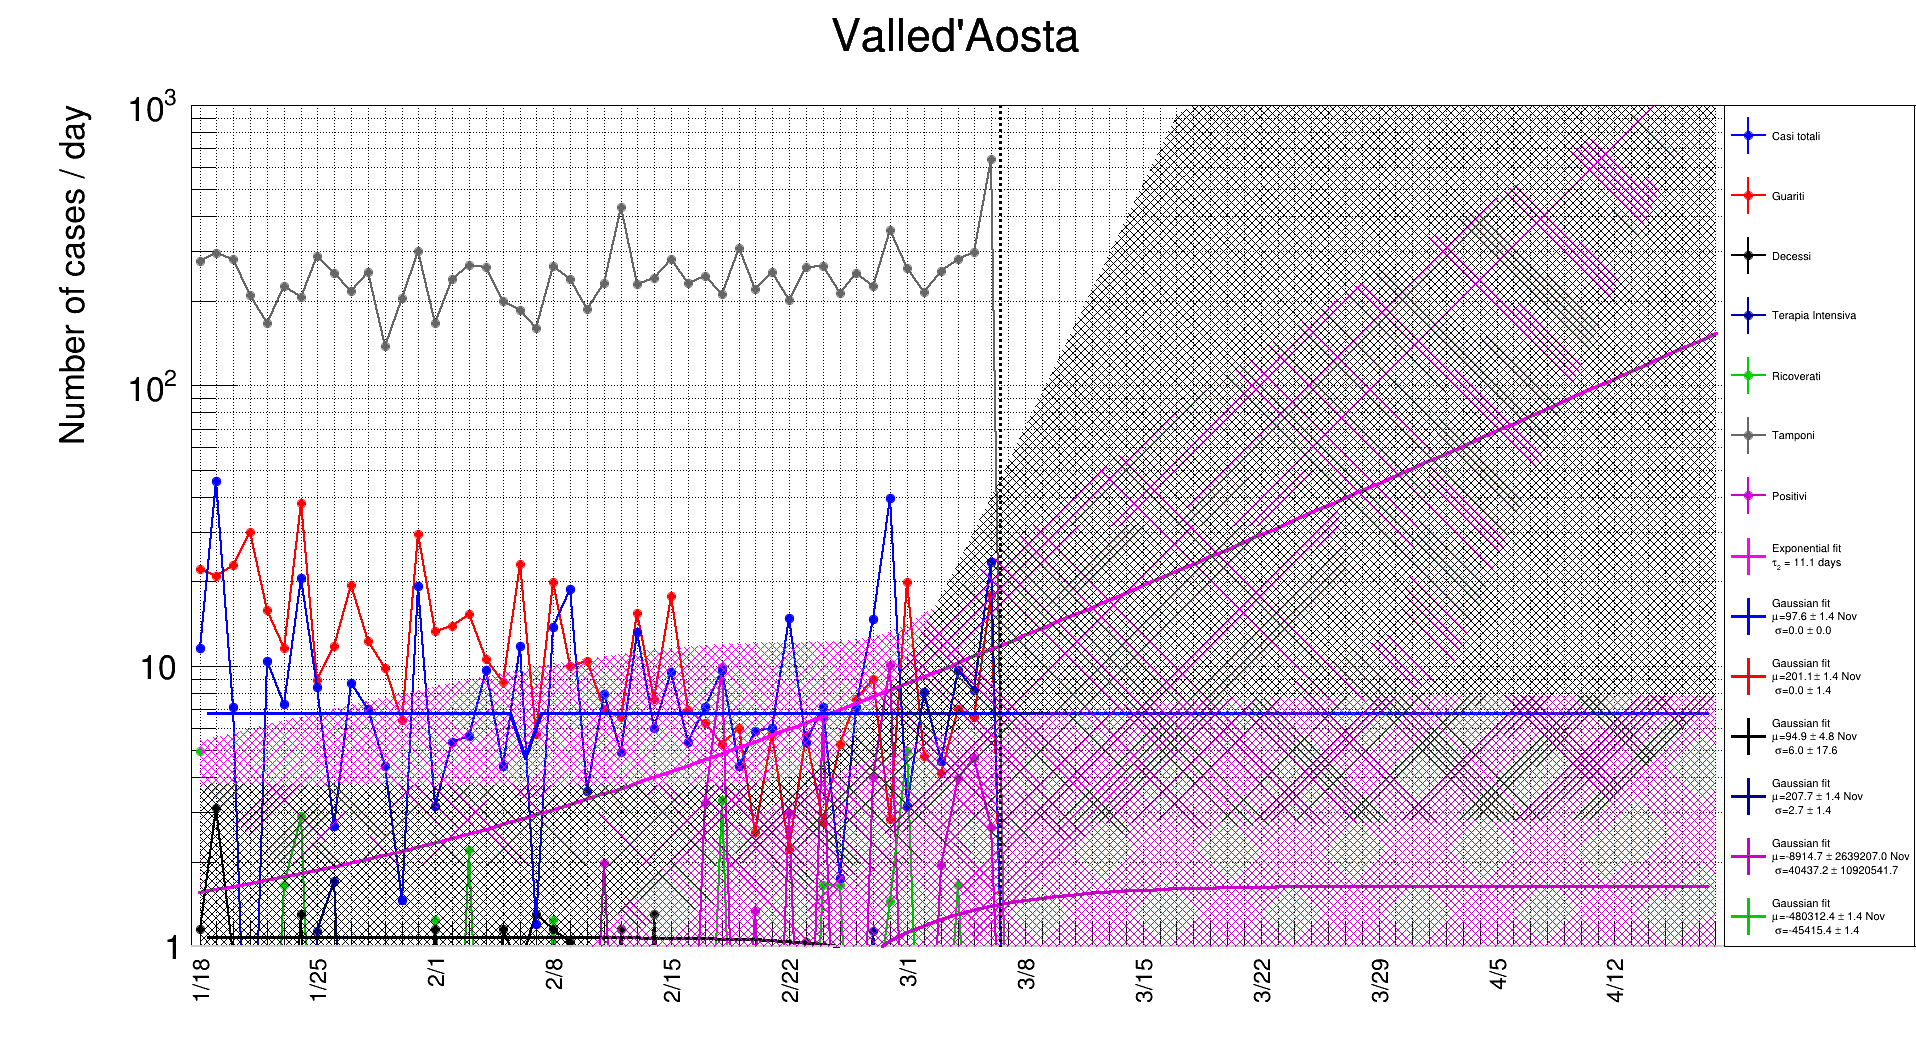 Valled'Aosta
Number of cases / day
10³
10²
10
1
1/18
1/25
2/1
2/8
2/15
2/22
3/1
3/8
3/15
3/22
3/29
4/5
4/12
Casi totali
Guariti
Decessi
Terapia Intensiva
Ricoverati
Tamponi
Positivi
Exponential fit
τ₂ = 11.1 days
Gaussian fit
μ=97.6 ± 1.4 Nov
σ=0.0 ± 0.0
Gaussian fit
μ=201.1 ± 1.4 Nov
σ=0.0 ± 1.4
Gaussian fit
μ=94.9 ± 4.8 Nov
σ=6.0 ± 17.6
Gaussian fit
μ=207.7 ± 1.4 Nov
σ=2.7 ± 1.4
Gaussian fit
μ=-8914.7 ± 2639207.0 Nov
σ=40437.2 ± 10920541.7
Gaussian fit
μ=-480312.4 ± 1.4 Nov
σ=-45415.4 ± 1.4